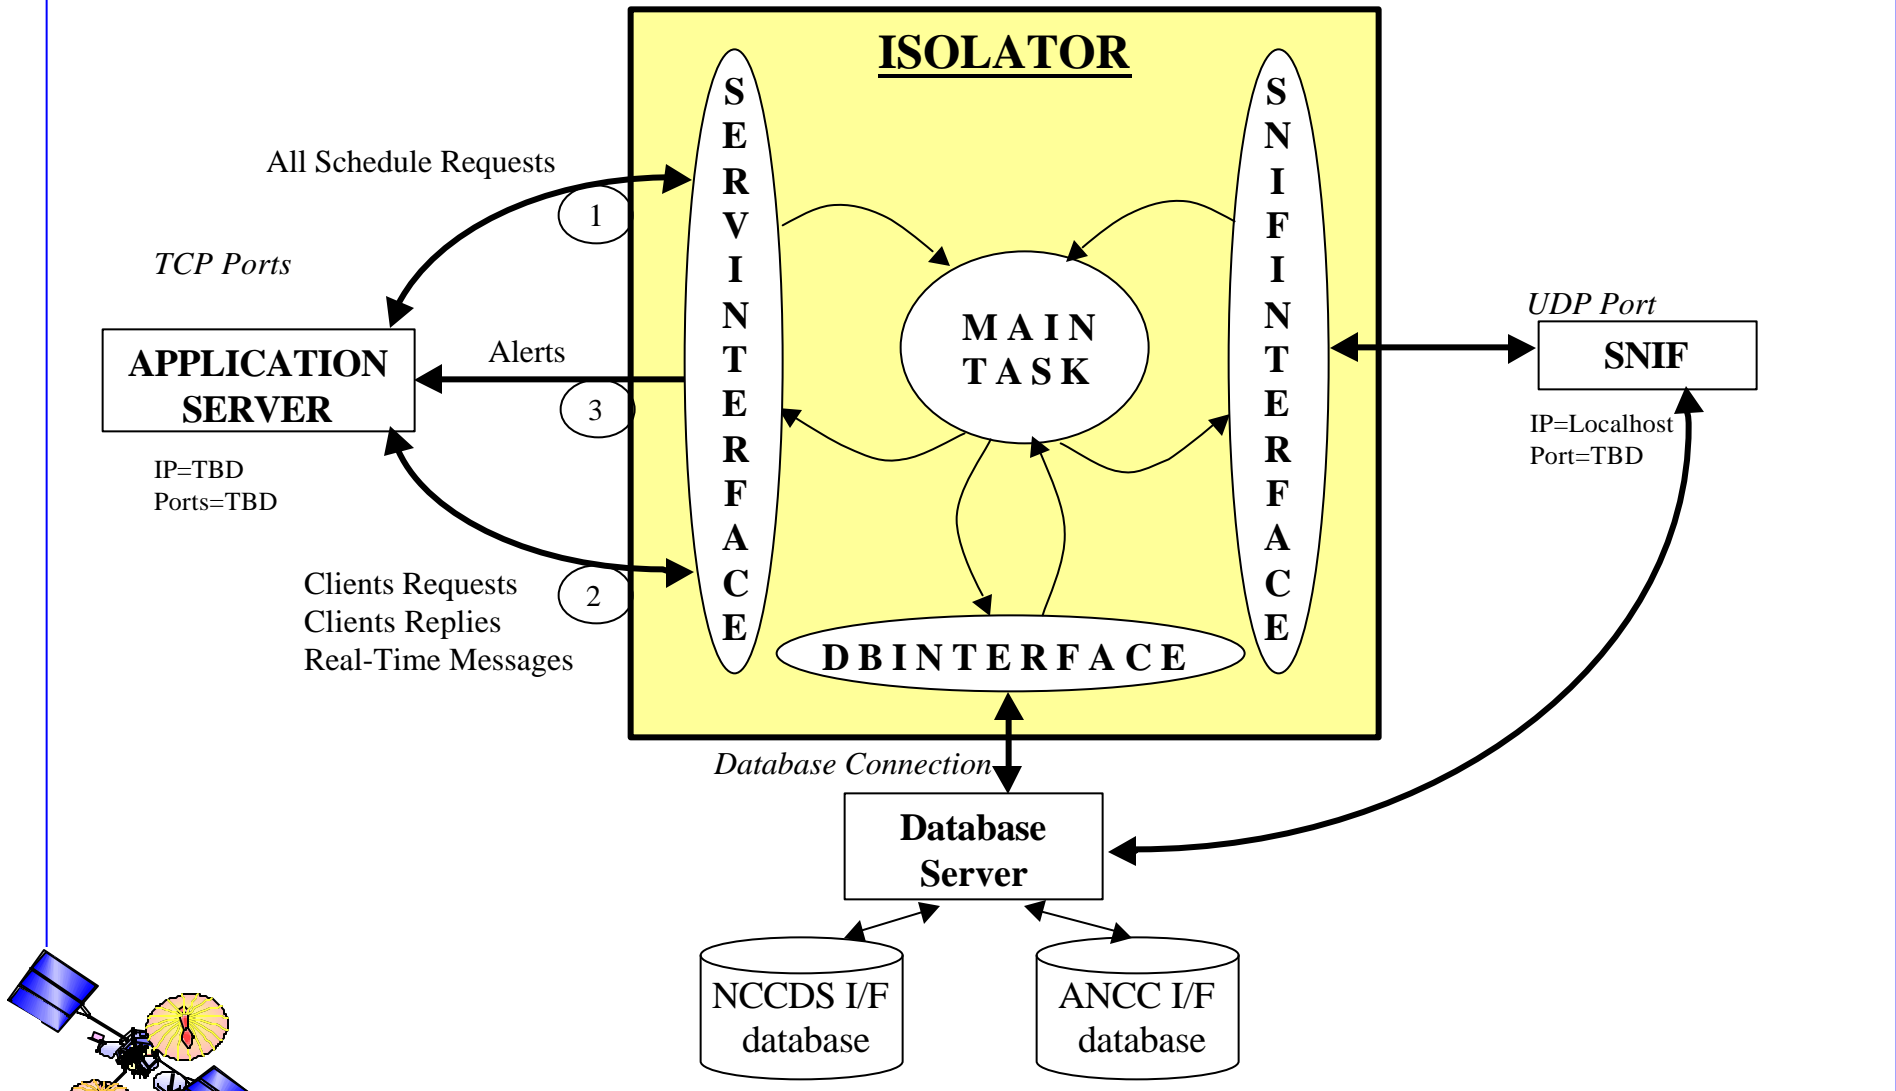 ISOLATOR
SERVINTERFACE
SNIFINTERFACE
All Schedule Requests
1
TCP Ports
MAIN
TASK
UDP Port
APPLICATION
SERVER
Alerts
3
SNIF
IP=Localhost
Port=TBD
IP=TBD
Ports=TBD
Clients Requests
Clients Replies
Real-Time Messages
2
DBINTERFACE
Database Connection
Database
Server
NCCDS I/F
database
ANCC I/F
database